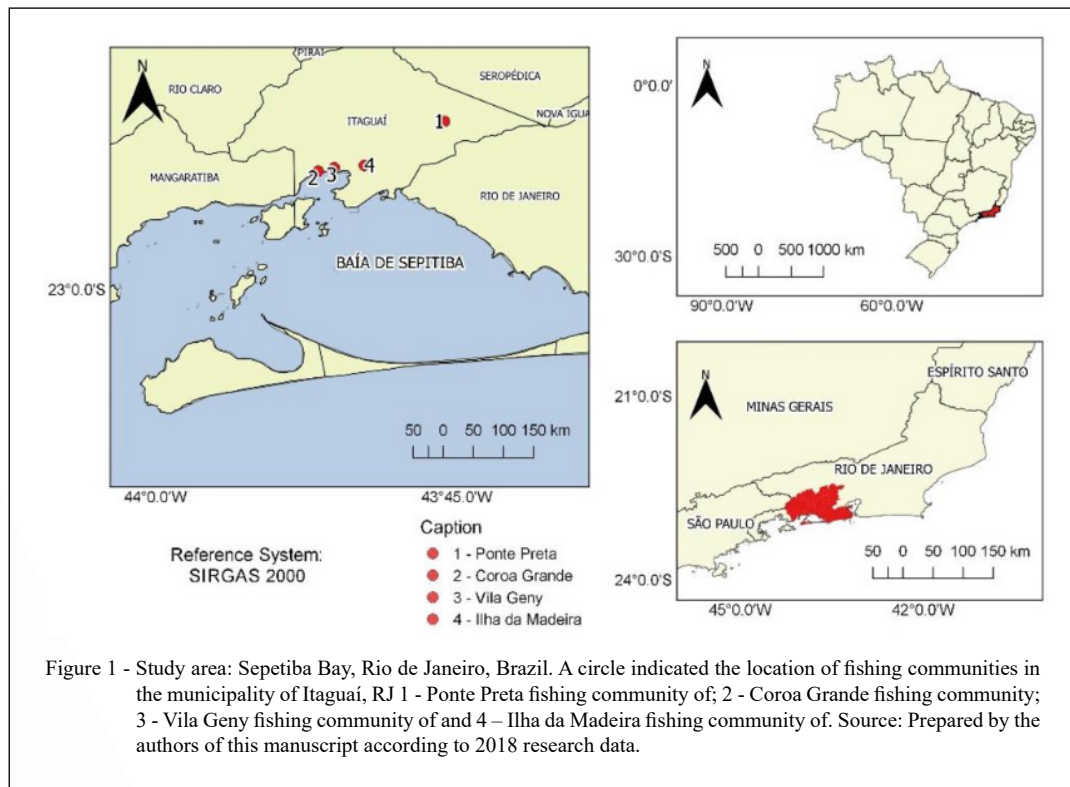 N
PIRAI
RIO CLARO
SEROPÉDICA
NOVA IGUA
ITAGUAÍ
1
2
3
4
MANGARATIBA
RIO DE JANEIRO
BAÍA DE SEPITIBA
23°0.0'S
50 0 50 100 150 km
44°0.0'W
43°45.0'W
Reference System:
SIRGAS 2000
Caption
1 - Ponte Preta
2 - Coroa Grande
3 - Vila Geny
4 - Ilha da Madeira
N
0°0.0'
500 0 500 1000 km
30°0.0'S
90°0.0'W
60°0.0'W
N
ESPÍRITO SANTO
21°0.0'S
MINAS GERAIS
RIO DE JANEIRO
SÃO PAULO
50 0 50 100 150 km
24°0.0'S
45°0.0'W
42°0.0'W
Figure 1 - Study area: Sepetiba Bay, Rio de Janeiro, Brazil. A circle indicated the location of fishing communities in
the municipality of Itaguaí, RJ 1 - Ponte Preta fishing community of; 2 - Coroa Grande fishing community;
3 - Vila Geny fishing community of and 4 – Ilha da Madeira fishing community of. Source: Prepared by the
authors of this manuscript according to 2018 research data.